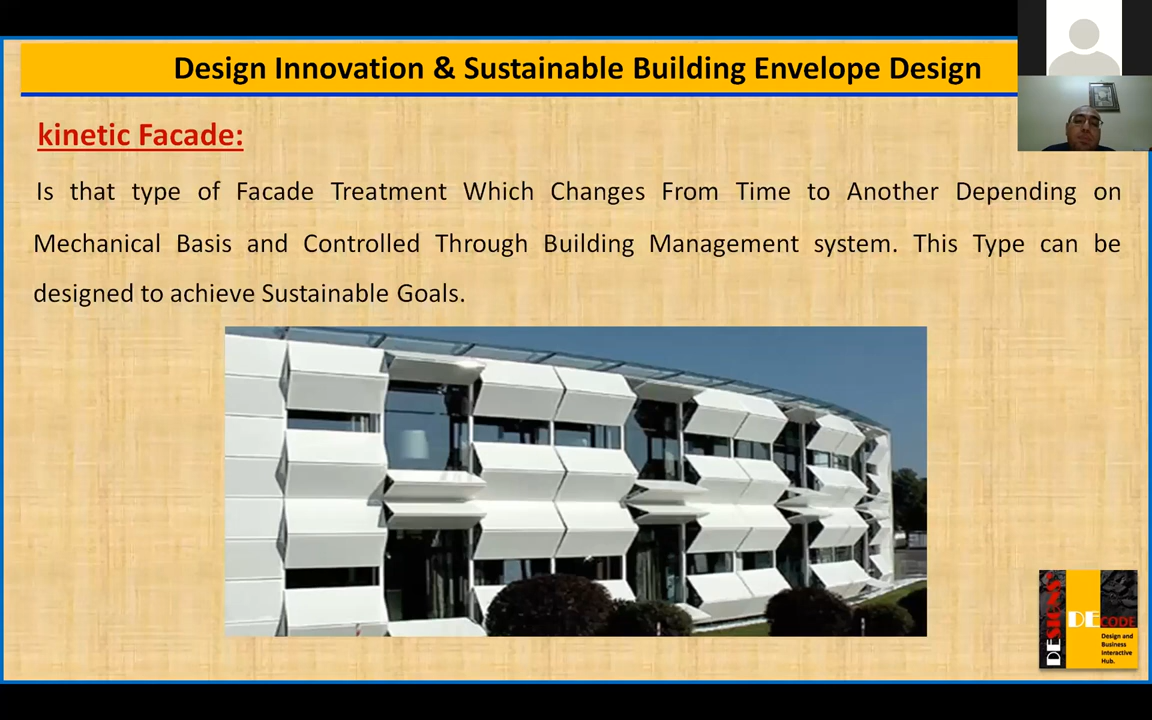 Design Innovation & Sustainable Building Envelope Design
kinetic Facade:
Is that type of Facade Treatment Which Changes From Time to Another Depending on
Mechanical Basis and Controlled Through Building Management system. This Type can be
designed to achieve Sustainable Goals.
DESIGNS
DECODE
Design and
Business
Interactive
Hub.